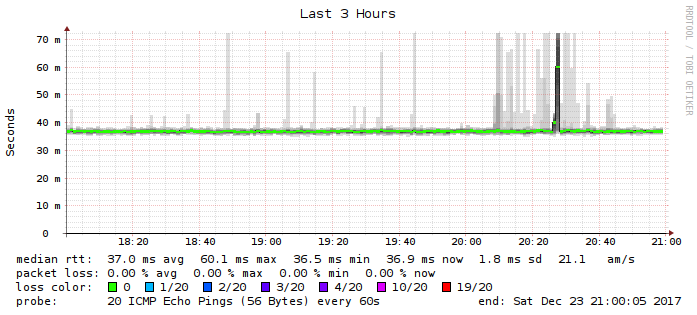 Last 3 Hours
RRDTOOL / TOBI OETIKER
Seconds
70 m
60 m
50 m
40 m
30 m
20 m
10 m
0
18:20 18:40 19:00 19:20 19:40 20:00 20:20 20:40 21:00
median rtt: 37.0 ms avg 60.1 ms max 36.5 ms min 36.9 ms now 1.8 ms sd 21.1 am/s
packet loss: 0.00 % avg 0.00 % max 0.00 % min 0.00 % now
loss color: 0 1/20 2/20 3/20 4/20 10/20 19/20
probe: 20 ICMP Echo Pings (56 Bytes) every 60s end: Sat Dec 23 21:00:05 2017